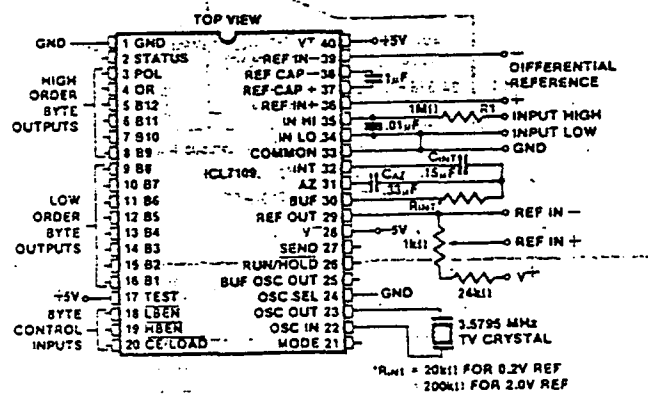 TOP VIEW
GND
1 GND
2 STATUS
3 POL
4 OR
5 B12
6 B11
7 B10
8 B9
9 B8
10 B7
11 B6
12 B5
13 B4
14 B3
15 B2
16 B1
17 TEST
18 LBEN
19 HBEN
20 CE/LOAD
HIGH
ORDER
BYTE
OUTPUTS
LOW
ORDER
BYTE
OUTPUTS
+5V
BYTE
CONTROL
INPUTS
ICL7109
V+ 40
REF IN- 39
REF CAP- 38
REF CAP + 37
REF IN+ 36
IN HI 35
IN LO 34
COMMON 33
INT 32
AZ 31
BUF 30
REF OUT 29
V- 28
SEND 27
RUN/HOLD 26
BUF OSC OUT 25
OSC SEL 24
OSC OUT 23
OSC IN 22
MODE 21
+5V
-
DIFFERENTIAL
REFERENCE
1µF
+
1MΩ R1
INPUT HIGH
.01µF
INPUT LOW
GND
CINT
.15µF
CAZ
.33µF
RINT
REF IN -
-5V
1kΩ
REF IN +
24kΩ
V+
GND
3.5795 MHz
TV CRYSTAL
*RINT = 20kΩ FOR 0.2V REF
= 200kΩ FOR 2.0V REF